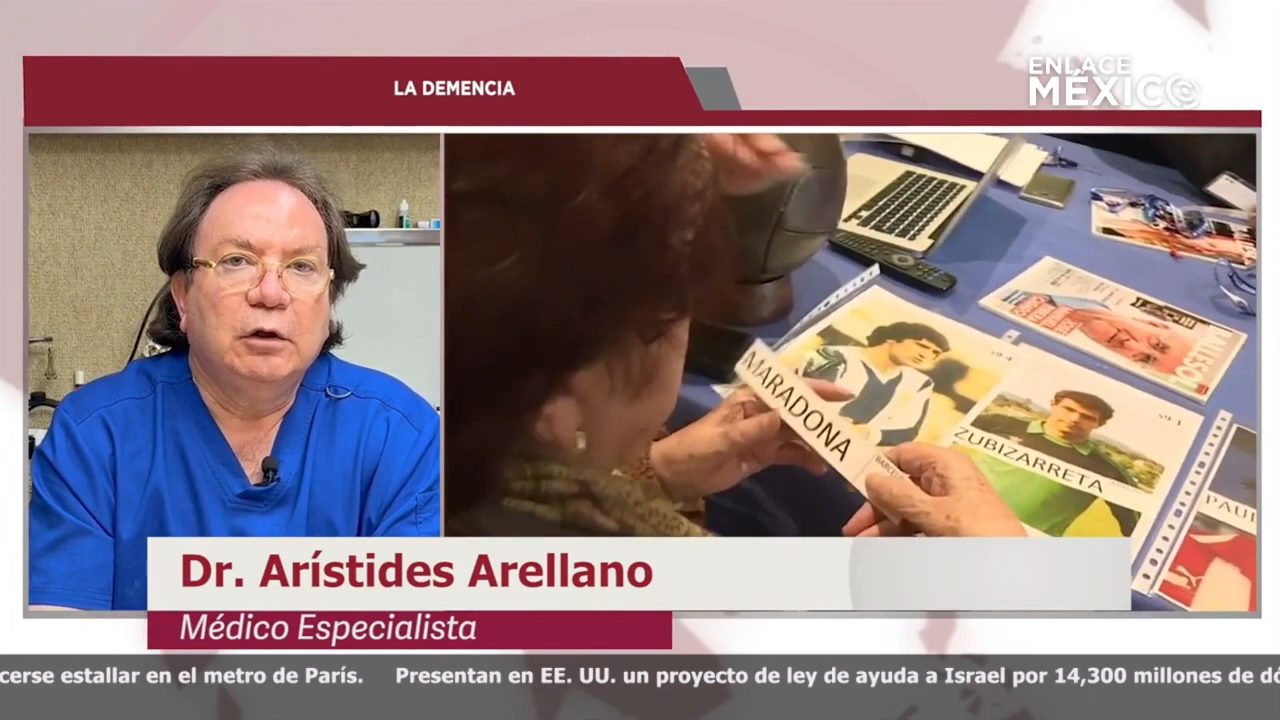 LA DEMENCIA
ENLACE
MÉXICO
MARADONA
ZUBIZARRETA
Dr. Arístides Arellano
Médico Especialista
cerse estallar en el metro de París. Presentan en EE. UU. un proyecto de ley de ayuda a Israel por 14,300 millones de dó